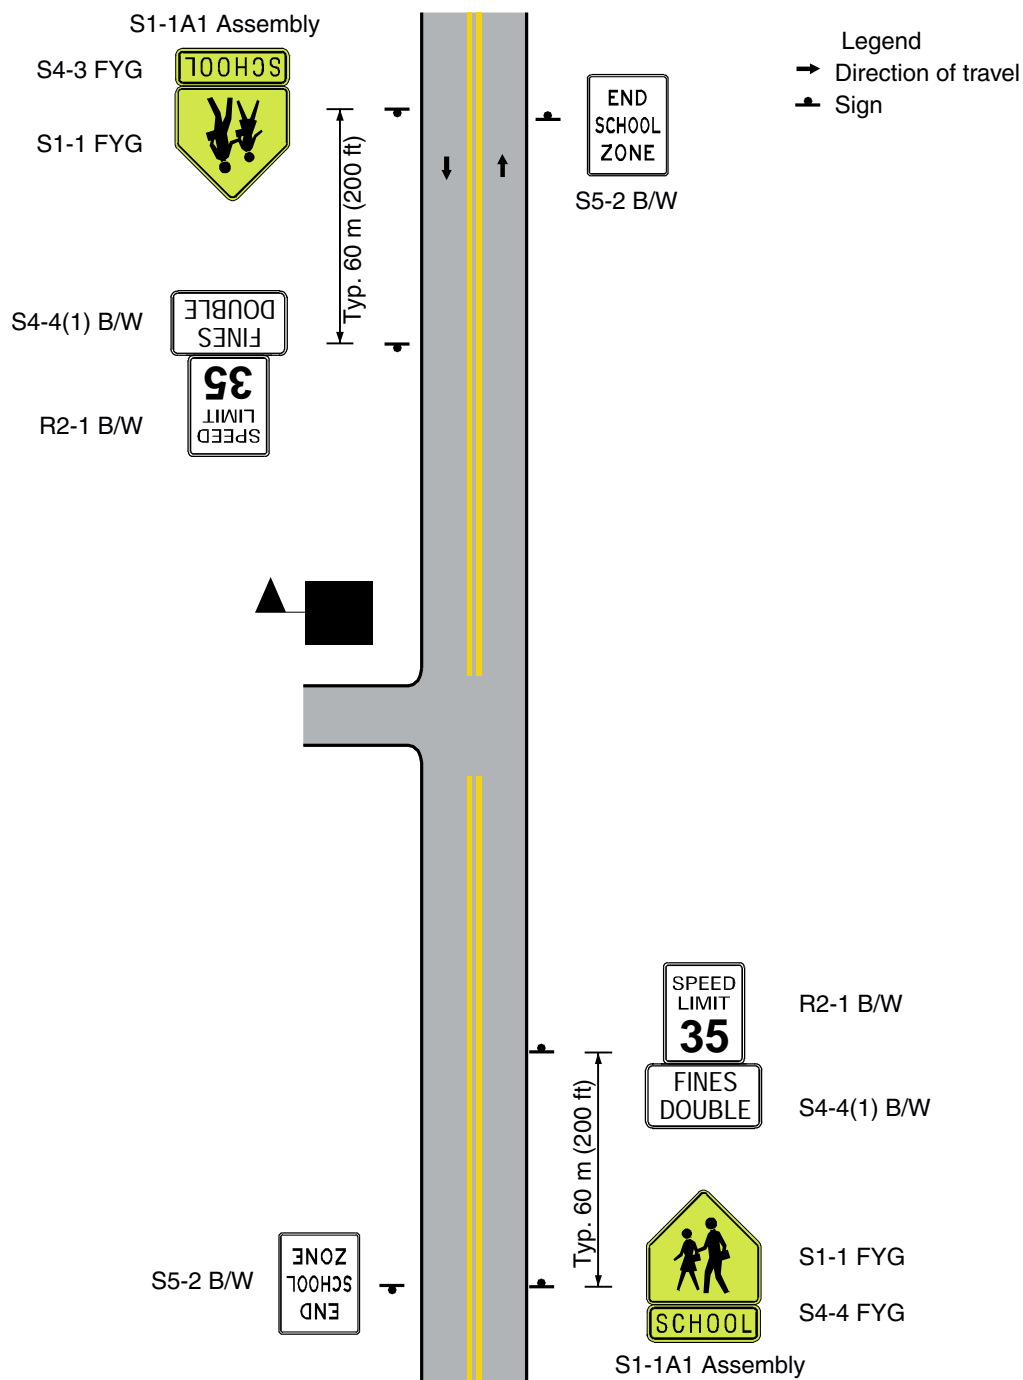 S1-1A1 Assembly
S4-3 FYG
SCHOOL
S1-1 FYG
Typ. 60 m (200 ft)
END
SCHOOL
ZONE
S5-2 B/W
Legend
Direction of travel
Sign
S4-4(1) B/W
FINES
DOUBLE
R2-1 B/W
SPEED
LIMIT
35
SPEED
LIMIT
35
R2-1 B/W
FINES
DOUBLE
S4-4(1) B/W
Typ. 60 m (200 ft)
S1-1 FYG
SCHOOL
S4-4 FYG
S1-1A1 Assembly
S5-2 B/W
END
SCHOOL
ZONE